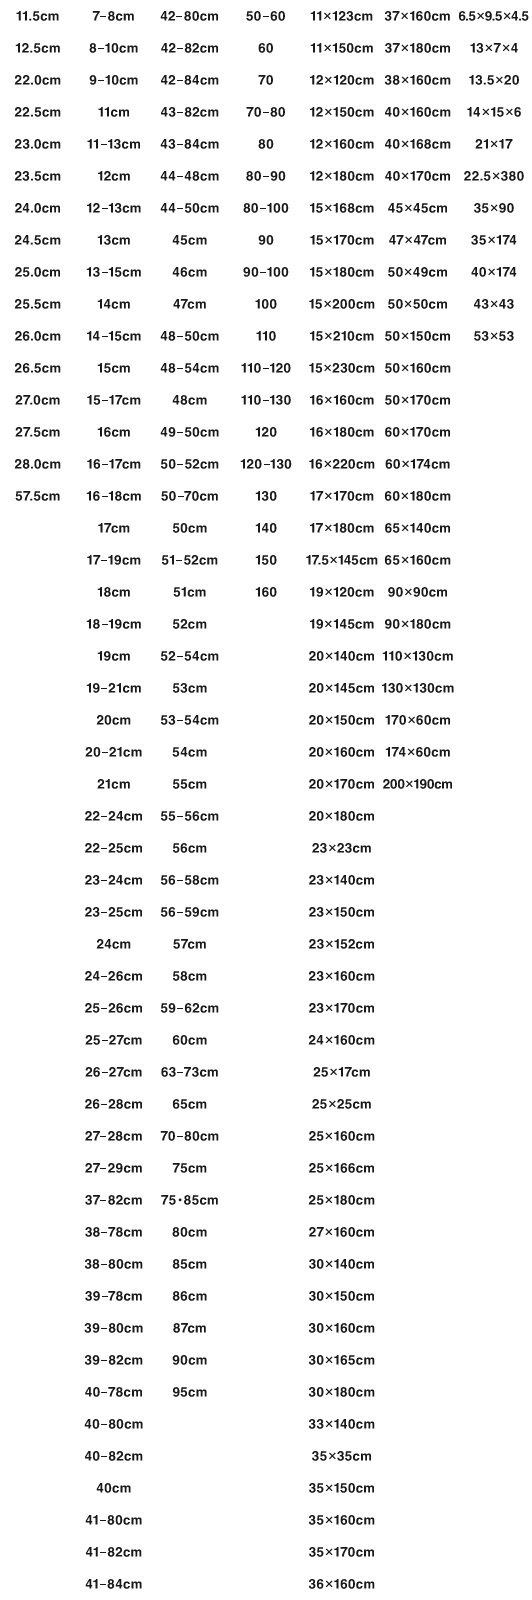 11.5cm 7–8cm 42–80cm 50–60 11×123cm 37×160cm 6.5×9.5×4.5
12.5cm 8–10cm 42–82cm 60 11×150cm 37×180cm 13×7×4
22.0cm 9–10cm 42–84cm 70 12×120cm 38×160cm 13.5×20
22.5cm 11cm 43–82cm 70–80 12×150cm 40×160cm 14×15×6
23.0cm 11–13cm 43–84cm 80 12×160cm 40×168cm 21×17
23.5cm 12cm 44–48cm 80–90 12×180cm 40×170cm 22.5×380
24.0cm 12–13cm 44–50cm 80–100 15×168cm 45×45cm 35×90
24.5cm 13cm 45cm 90 15×170cm 47×47cm 35×174
25.0cm 13–15cm 46cm 90–100 15×180cm 50×49cm 40×174
25.5cm 14cm 47cm 100 15×200cm 50×50cm 43×43
26.0cm 14–15cm 48–50cm 110 15×210cm 50×150cm 53×53
26.5cm 15cm 48–54cm 110–120 15×230cm 50×160cm
27.0cm 15–17cm 48cm 110–130 16×160cm 50×170cm
27.5cm 16cm 49–50cm 120 16×180cm 60×170cm
28.0cm 16–17cm 50–52cm 120–130 16×220cm 60×174cm
57.5cm 16–18cm 50–70cm 130 17×170cm 60×180cm
17cm 50cm 140 17×180cm 65×140cm
17–19cm 51–52cm 150 17.5×145cm 65×160cm
18cm 51cm 160 19×120cm 90×90cm
18–19cm 52cm 19×145cm 90×180cm
19cm 52–54cm 20×140cm 110×130cm
19–21cm 53cm 20×145cm 130×130cm
20cm 53–54cm 20×150cm 170×60cm
20–21cm 54cm 20×160cm 174×60cm
21cm 55cm 20×170cm 200×190cm
22–24cm 55–56cm 20×180cm
22–25cm 56cm 23×23cm
23–24cm 56–58cm 23×140cm
23–25cm 56–59cm 23×150cm
24cm 57cm 23×152cm
24–26cm 58cm 23×160cm
25–26cm 59–62cm 23×170cm
25–27cm 60cm 24×160cm
26–27cm 63–73cm 25×17cm
26–28cm 65cm 25×25cm
27–28cm 70–80cm 25×160cm
27–29cm 75cm 25×166cm
37–82cm 75・85cm 25×180cm
38–78cm 80cm 27×160cm
38–80cm 85cm 30×140cm
39–78cm 86cm 30×150cm
39–80cm 87cm 30×160cm
39–82cm 90cm 30×165cm
40–78cm 95cm 30×180cm
40–80cm 33×140cm
40–82cm 35×35cm
40cm 35×150cm
41–80cm 35×160cm
41–82cm 35×170cm
41–84cm 36×160cm